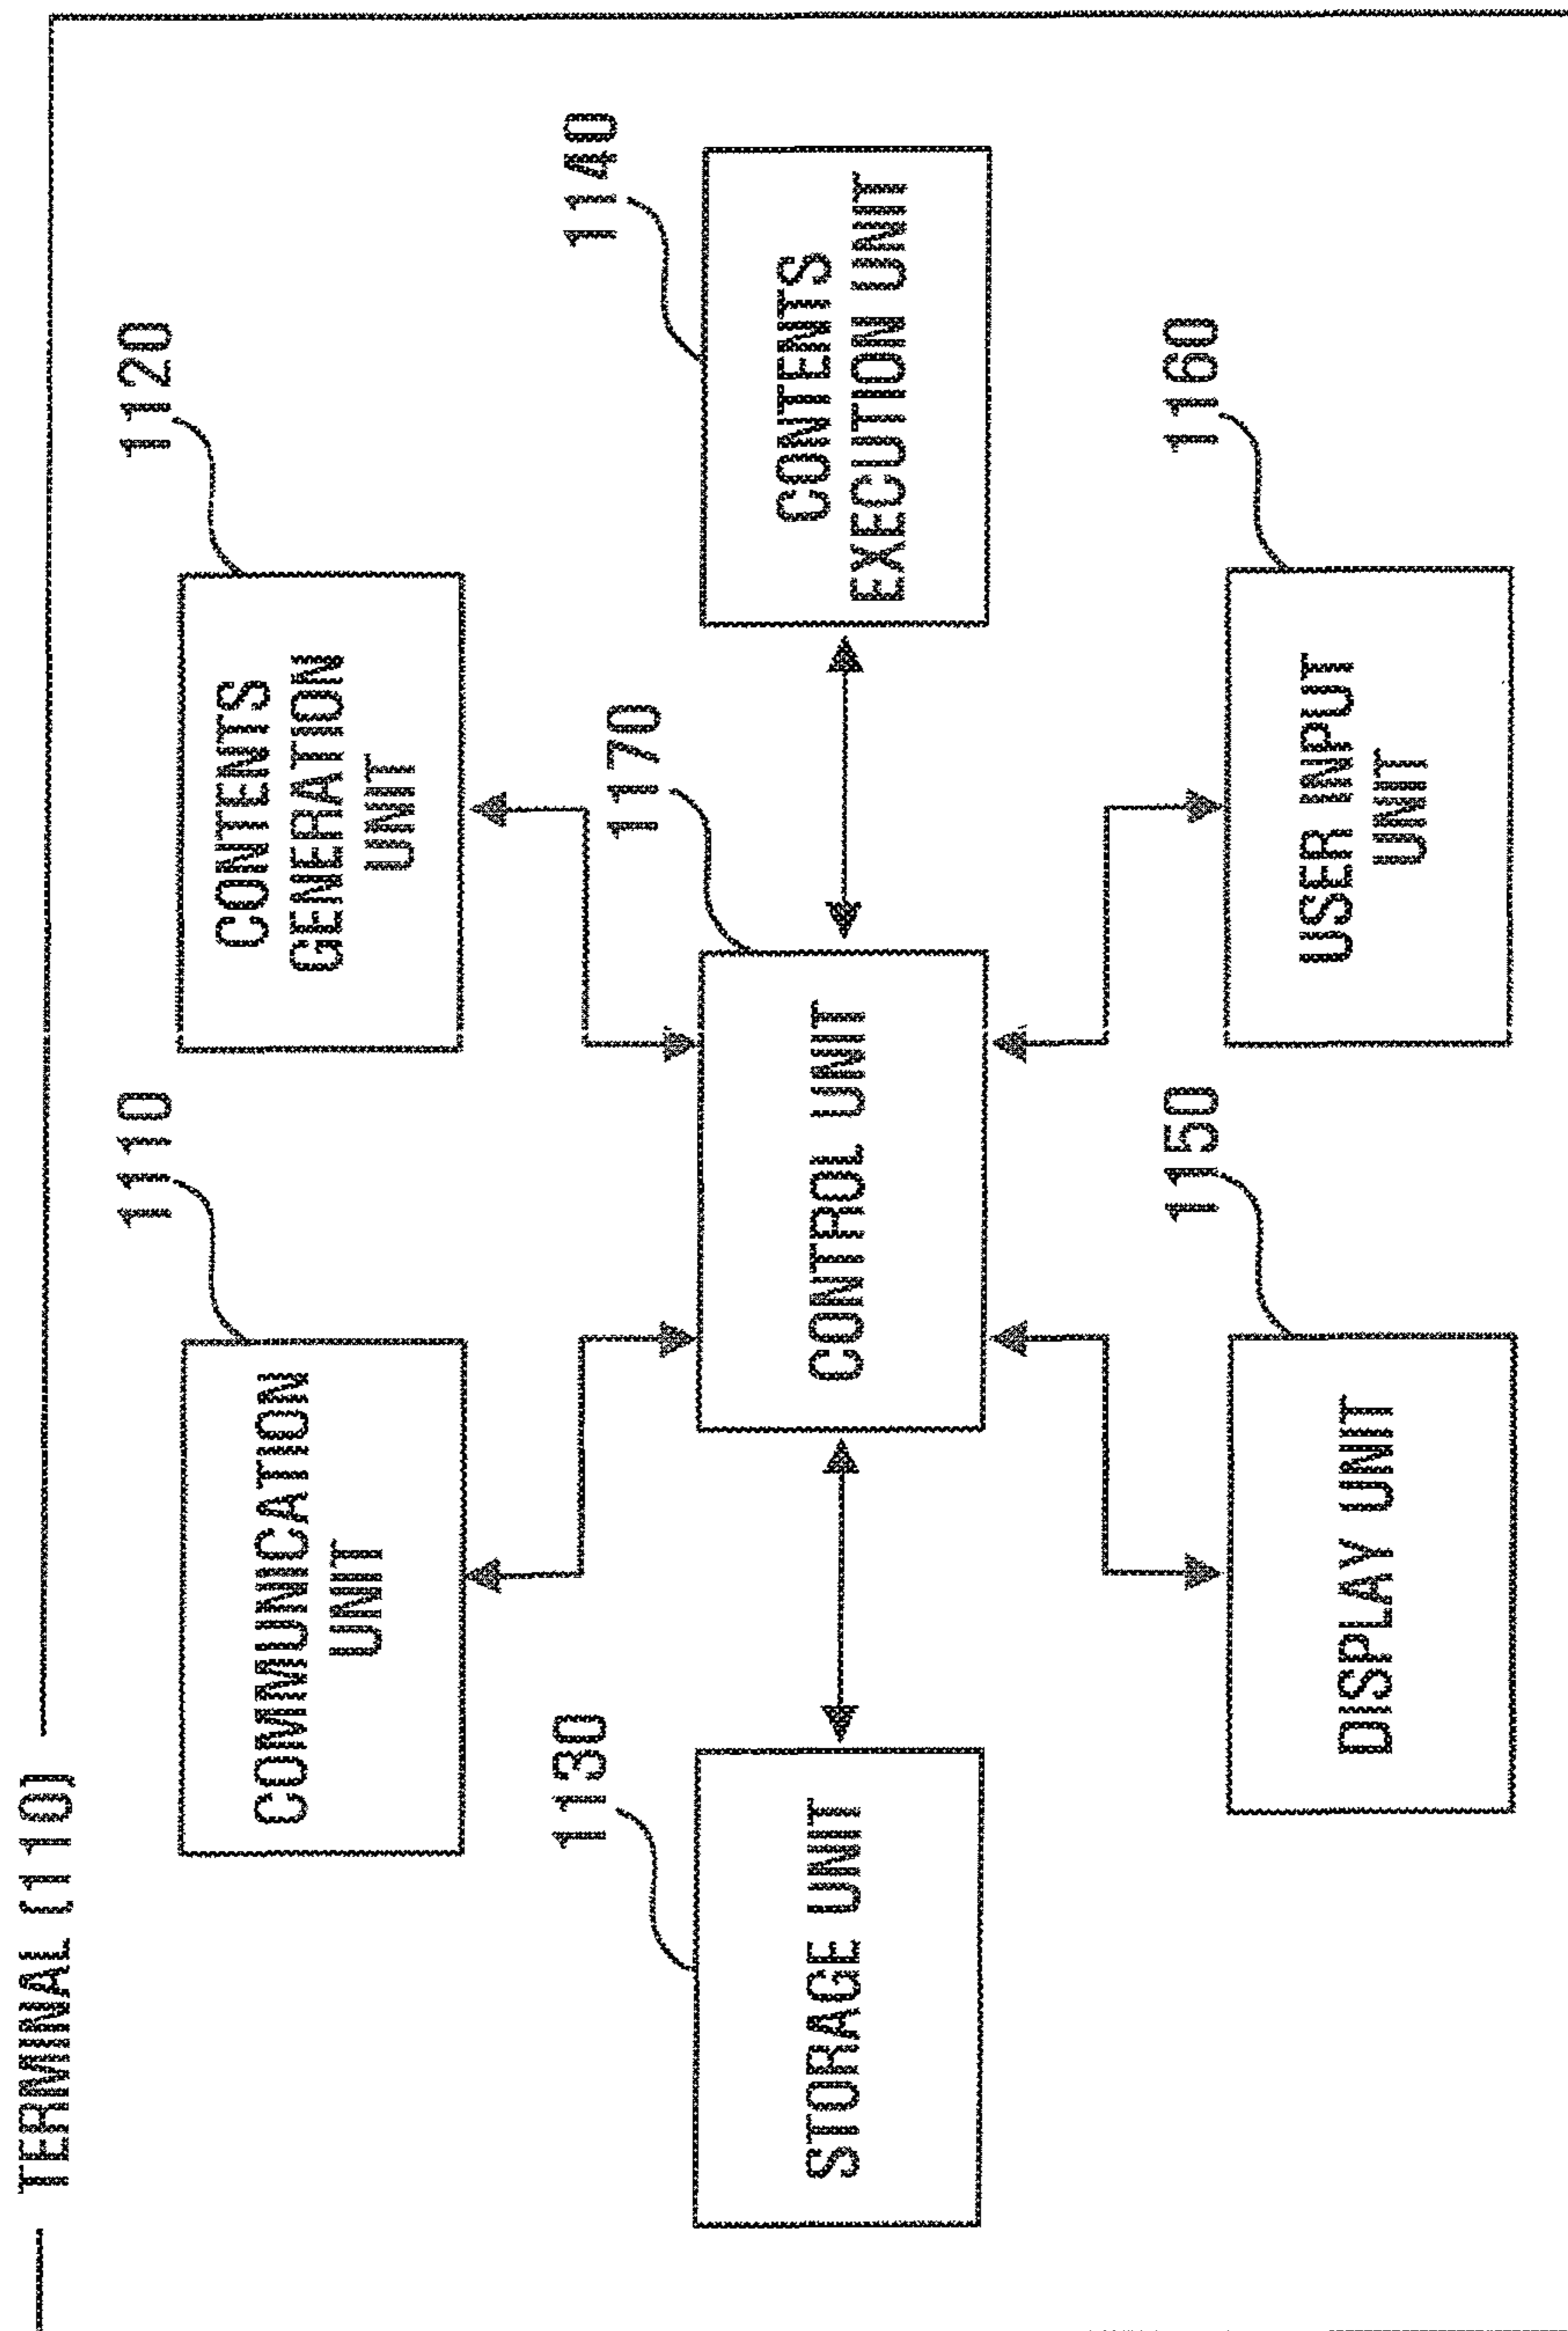 TERMINAL (110)
1110
COMMUNICATION
UNIT
1120
CONTENTS
GENERATION
UNIT
1130
STORAGE UNIT
1170
CONTROL UNIT
1140
CONTENTS
EXECUTION UNIT
1150
DISPLAY UNIT
1160
USER INPUT
UNIT